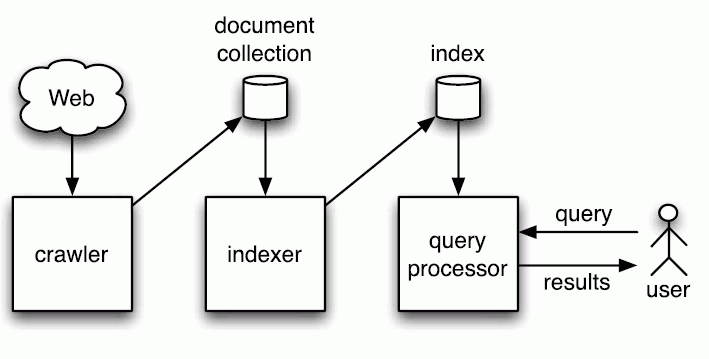 document
collection
index
Web
crawler
indexer
query
processor
query
results
user